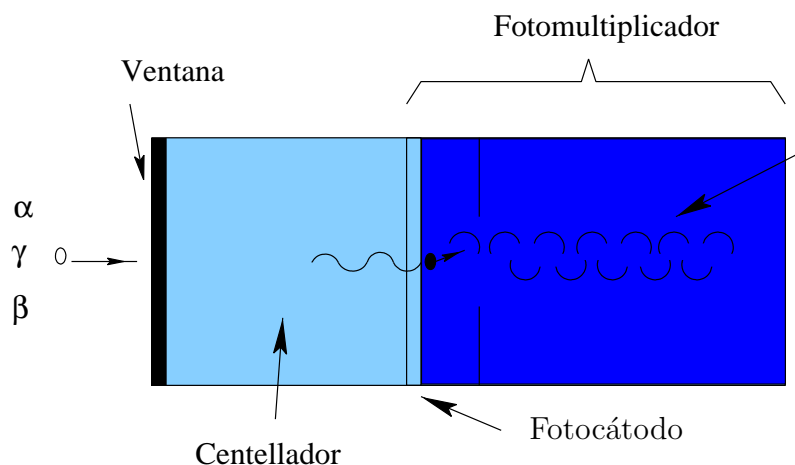 Fotomultiplicador
Ventana
α
γ
β
Fotocátodo
Centellador